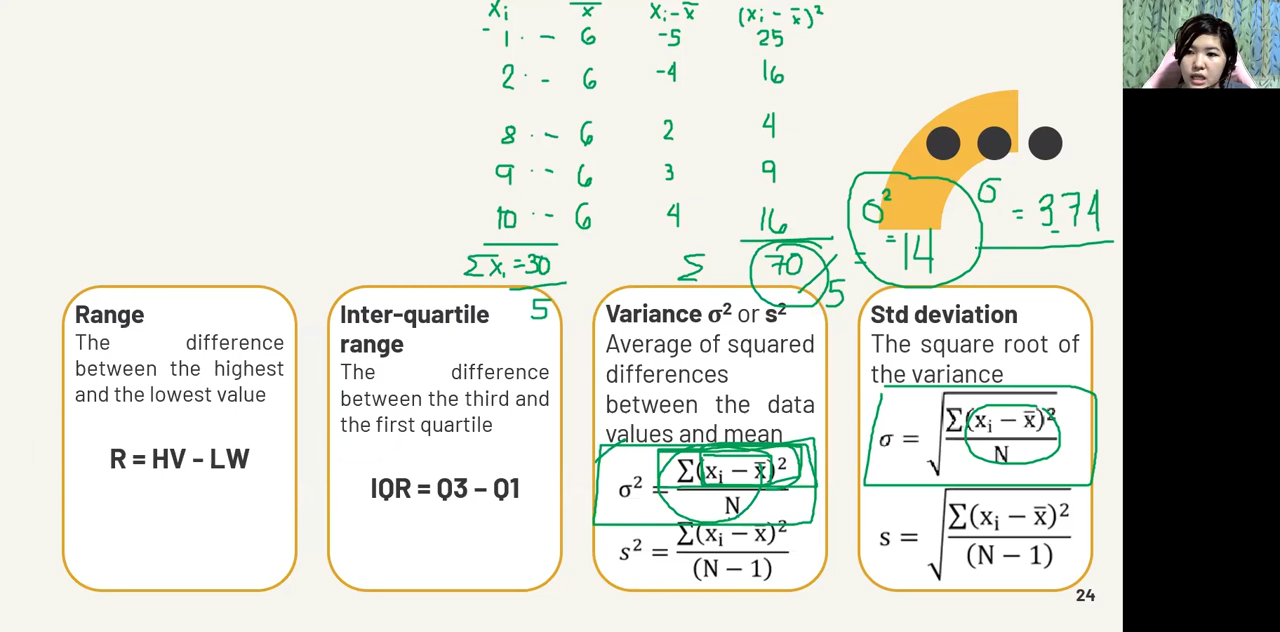 xᵢ x̄ xᵢ - x̄ (xᵢ - x̄)²
1 - 6 -5 25
2 - 6 -4 16
8 - 6 2 4
9 - 6 3 9
10 - 6 4 16
Σxᵢ = 30
5
Σ 70 / 5
= σ² = 14
σ = 3.74
Range
The difference
between the highest
and the lowest value
R = HV - LW
Inter-quartile
range
The difference
between the third and
the first quartile
IQR = Q3 – Q1
Variance σ² or s²
Average of squared
differences
between the data
values and mean
σ² = Σ(xᵢ − x̄)² / N
s² = Σ(xᵢ − x̄)² / (N − 1)
Std deviation
The square root of
the variance
σ = √(Σ(xᵢ − x̄)² / N)
s = √(Σ(xᵢ − x̄)² / (N − 1))
24